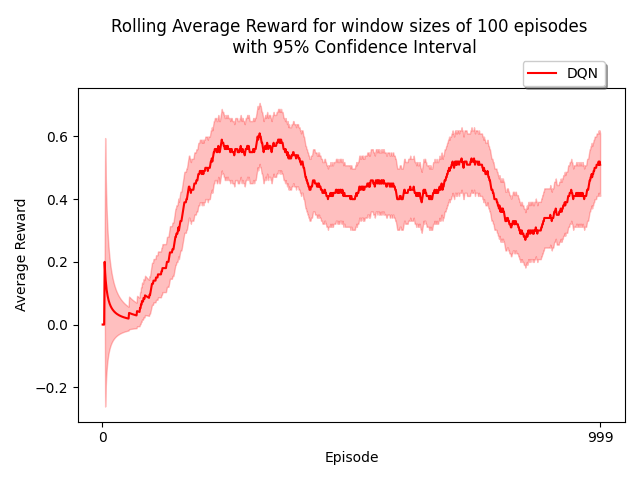 Rolling Average Reward for window sizes of 100 episodes
with 95% Confidence Interval
DQN
0.6
0.4
0.2
0.0
−0.2
Average Reward
0
999
Episode